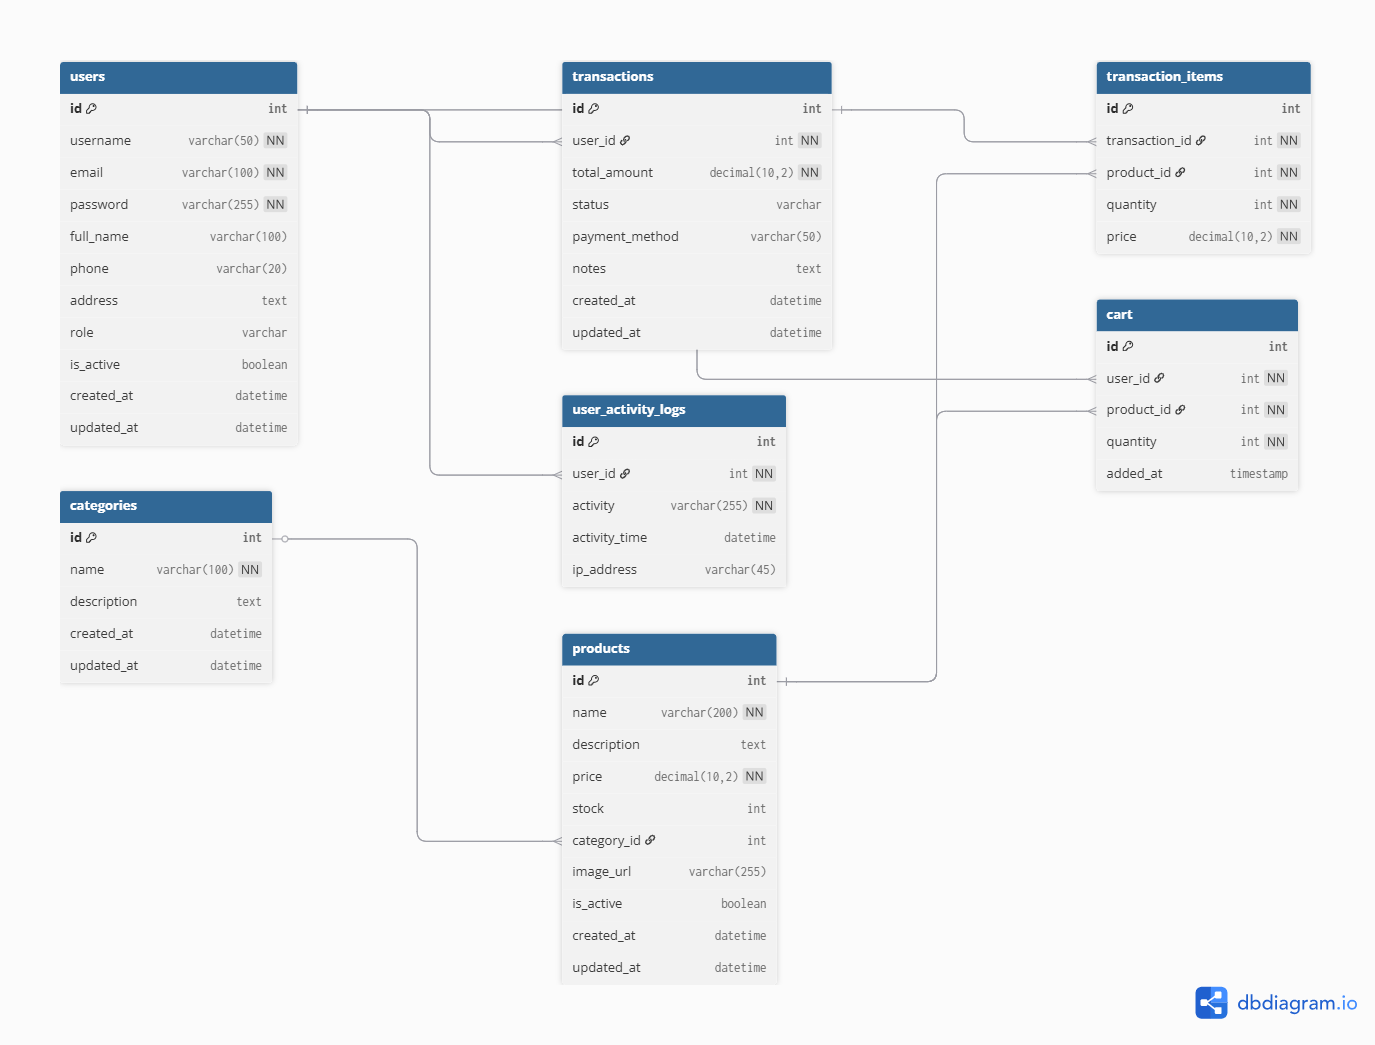 users
id int
username varchar(50) NN
email varchar(100) NN
password varchar(255) NN
full_name varchar(100)
phone varchar(20)
address text
role varchar
is_active boolean
created_at datetime
updated_at datetime
categories
id int
name varchar(100) NN
description text
created_at datetime
updated_at datetime
transactions
id int
user_id int NN
total_amount decimal(10,2) NN
status varchar
payment_method varchar(50)
notes text
created_at datetime
updated_at datetime
user_activity_logs
id int
user_id int NN
activity varchar(255) NN
activity_time datetime
ip_address varchar(45)
products
id int
name varchar(200) NN
description text
price decimal(10,2) NN
stock int
category_id int
image_url varchar(255)
is_active boolean
created_at datetime
updated_at datetime
transaction_items
id int
transaction_id int NN
product_id int NN
quantity int NN
price decimal(10,2) NN
cart
id int
user_id int NN
product_id int NN
quantity int NN
added_at timestamp
dbdiagram.io